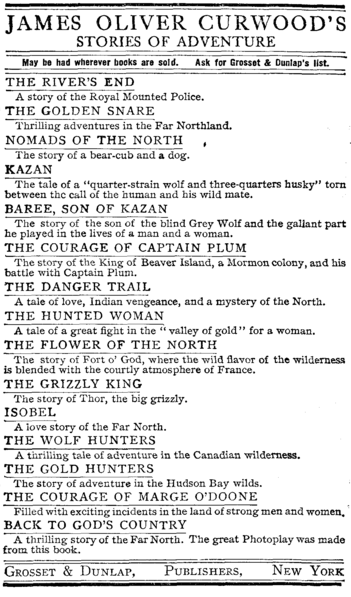 JAMES OLIVER CURWOOD'S
STORIES OF ADVENTURE
May be had wherever books are sold. Ask for Grosset & Dunlap's list.
THE RIVER'S END
A story of the Royal Mounted Police.
THE GOLDEN SNARE
Thrilling adventures in the Far Northland.
NOMADS OF THE NORTH
The story of a bear-cub and a dog.
KAZAN
The tale of a "quarter-strain wolf and three-quarters husky" torn
between the call of the human and his wild mate.
BAREE, SON OF KAZAN
The story of the son of the blind Grey Wolf and the gallant part
he played in the lives of a man and a woman.
THE COURAGE OF CAPTAIN PLUM
The story of the King of Beaver Island, a Mormon colony, and his
battle with Captain Plum.
THE DANGER TRAIL
A tale of love, Indian vengeance, and a mystery of the North.
THE HUNTED WOMAN
A tale of a great fight in the "valley of gold" for a woman.
THE FLOWER OF THE NORTH
The story of Fort o' God, where the wild flavor of the wilderness
is blended with the courtly atmosphere of France.
THE GRIZZLY KING
The story of Thor, the big grizzly.
ISOBEL
A love story of the Far North.
THE WOLF HUNTERS
A thrilling tale of adventure in the Canadian wilderness.
THE GOLD HUNTERS
The story of adventure in the Hudson Bay wilds.
THE COURAGE OF MARGE O'DOONE
Filled with exciting incidents in the land of strong men and women.
BACK TO GOD'S COUNTRY
A thrilling story of the Far North. The great Photoplay was made
from this book.
GROSSET & DUNLAP, PUBLISHERS, NEW YORK